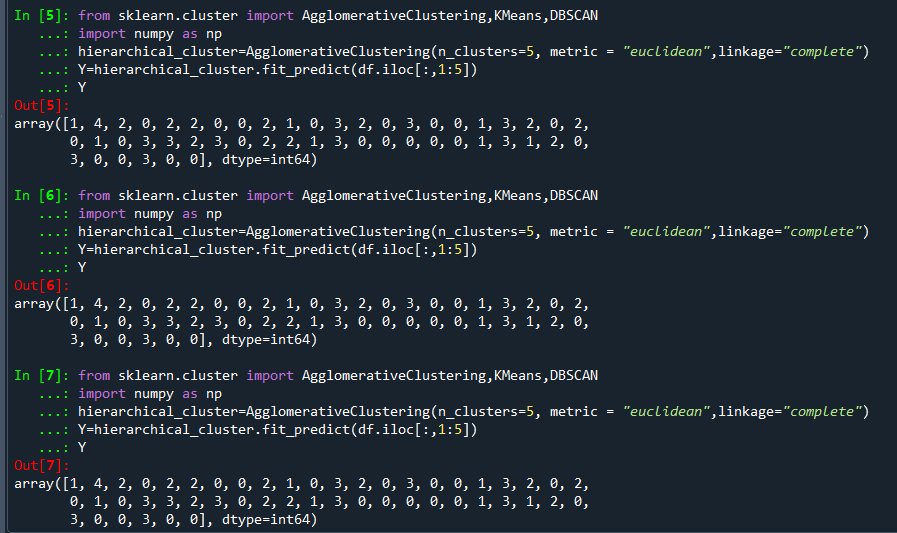 In [5]: from sklearn.cluster import AgglomerativeClustering,KMeans,DBSCAN
   ...: import numpy as np
   ...: hierarchical_cluster=AgglomerativeClustering(n_clusters=5, metric = "euclidean",linkage="complete")
   ...: Y=hierarchical_cluster.fit_predict(df.iloc[:,1:5])
   ...: Y
Out[5]:
array([1, 4, 2, 0, 2, 2, 0, 0, 2, 1, 0, 3, 2, 0, 3, 0, 0, 1, 3, 2, 0, 2,
       0, 1, 0, 3, 3, 2, 3, 0, 2, 2, 1, 3, 0, 0, 0, 0, 0, 1, 3, 1, 2, 0,
       3, 0, 0, 3, 0, 0], dtype=int64)
In [6]: from sklearn.cluster import AgglomerativeClustering,KMeans,DBSCAN
   ...: import numpy as np
   ...: hierarchical_cluster=AgglomerativeClustering(n_clusters=5, metric = "euclidean",linkage="complete")
   ...: Y=hierarchical_cluster.fit_predict(df.iloc[:,1:5])
   ...: Y
Out[6]:
array([1, 4, 2, 0, 2, 2, 0, 0, 2, 1, 0, 3, 2, 0, 3, 0, 0, 1, 3, 2, 0, 2,
       0, 1, 0, 3, 3, 2, 3, 0, 2, 2, 1, 3, 0, 0, 0, 0, 0, 1, 3, 1, 2, 0,
       3, 0, 0, 3, 0, 0], dtype=int64)
In [7]: from sklearn.cluster import AgglomerativeClustering,KMeans,DBSCAN
   ...: import numpy as np
   ...: hierarchical_cluster=AgglomerativeClustering(n_clusters=5, metric = "euclidean",linkage="complete")
   ...: Y=hierarchical_cluster.fit_predict(df.iloc[:,1:5])
   ...: Y
Out[7]:
array([1, 4, 2, 0, 2, 2, 0, 0, 2, 1, 0, 3, 2, 0, 3, 0, 0, 1, 3, 2, 0, 2,
       0, 1, 0, 3, 3, 2, 3, 0, 2, 2, 1, 3, 0, 0, 0, 0, 0, 1, 3, 1, 2, 0,
       3, 0, 0, 3, 0, 0], dtype=int64)